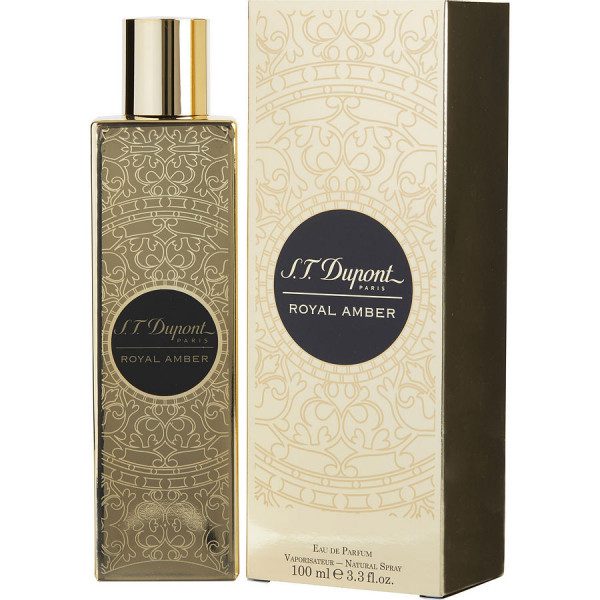 S.T. Dupont
PARIS
ROYAL AMBER
S.T. Dupont
PARIS
ROYAL AMBER
EAU DE PARFUM
VAPORISATEUR – NATURAL SPRAY
100 ml ℮ 3.3 fl.oz.